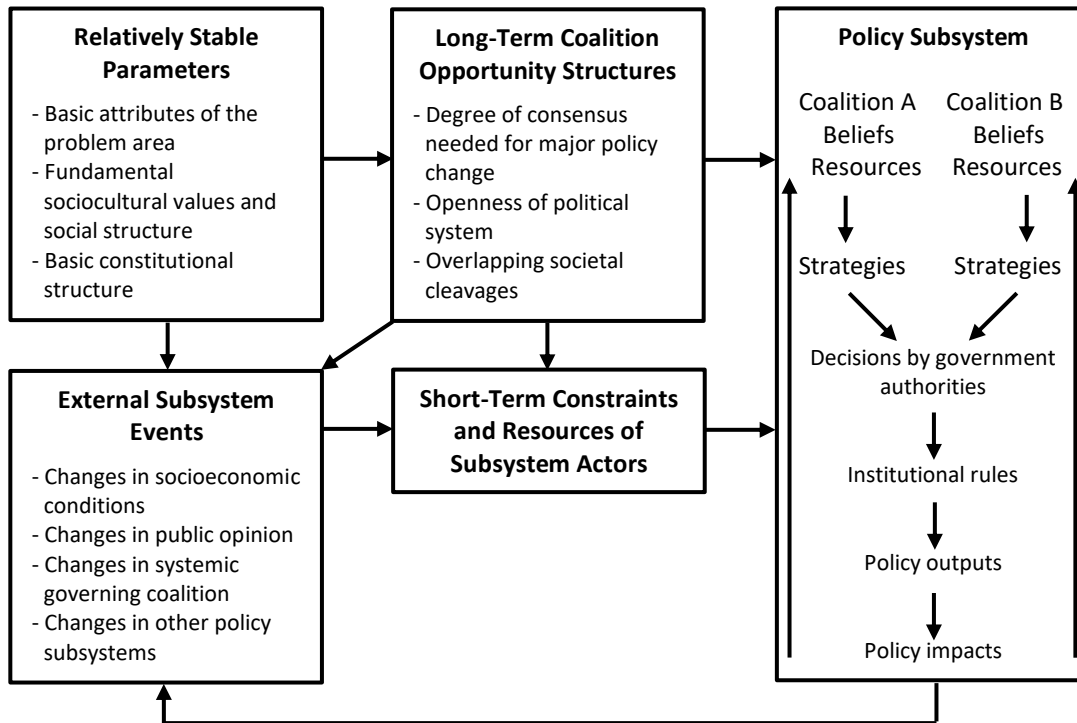 Relatively Stable
Parameters
- Basic attributes of the
problem area
- Fundamental
sociocultural values and
social structure
- Basic constitutional
structure
Long-Term Coalition
Opportunity Structures
- Degree of consensus
needed for major policy
change
- Openness of political
system
- Overlapping societal
cleavages
External Subsystem
Events
- Changes in socioeconomic
conditions
- Changes in public opinion
- Changes in systemic
governing coalition
- Changes in other policy
subsystems
Short-Term Constraints
and Resources of
Subsystem Actors
Policy Subsystem
Coalition A
Beliefs
Resources
Coalition B
Beliefs
Resources
Strategies
Strategies
Decisions by government
authorities
Institutional rules
Policy outputs
Policy impacts